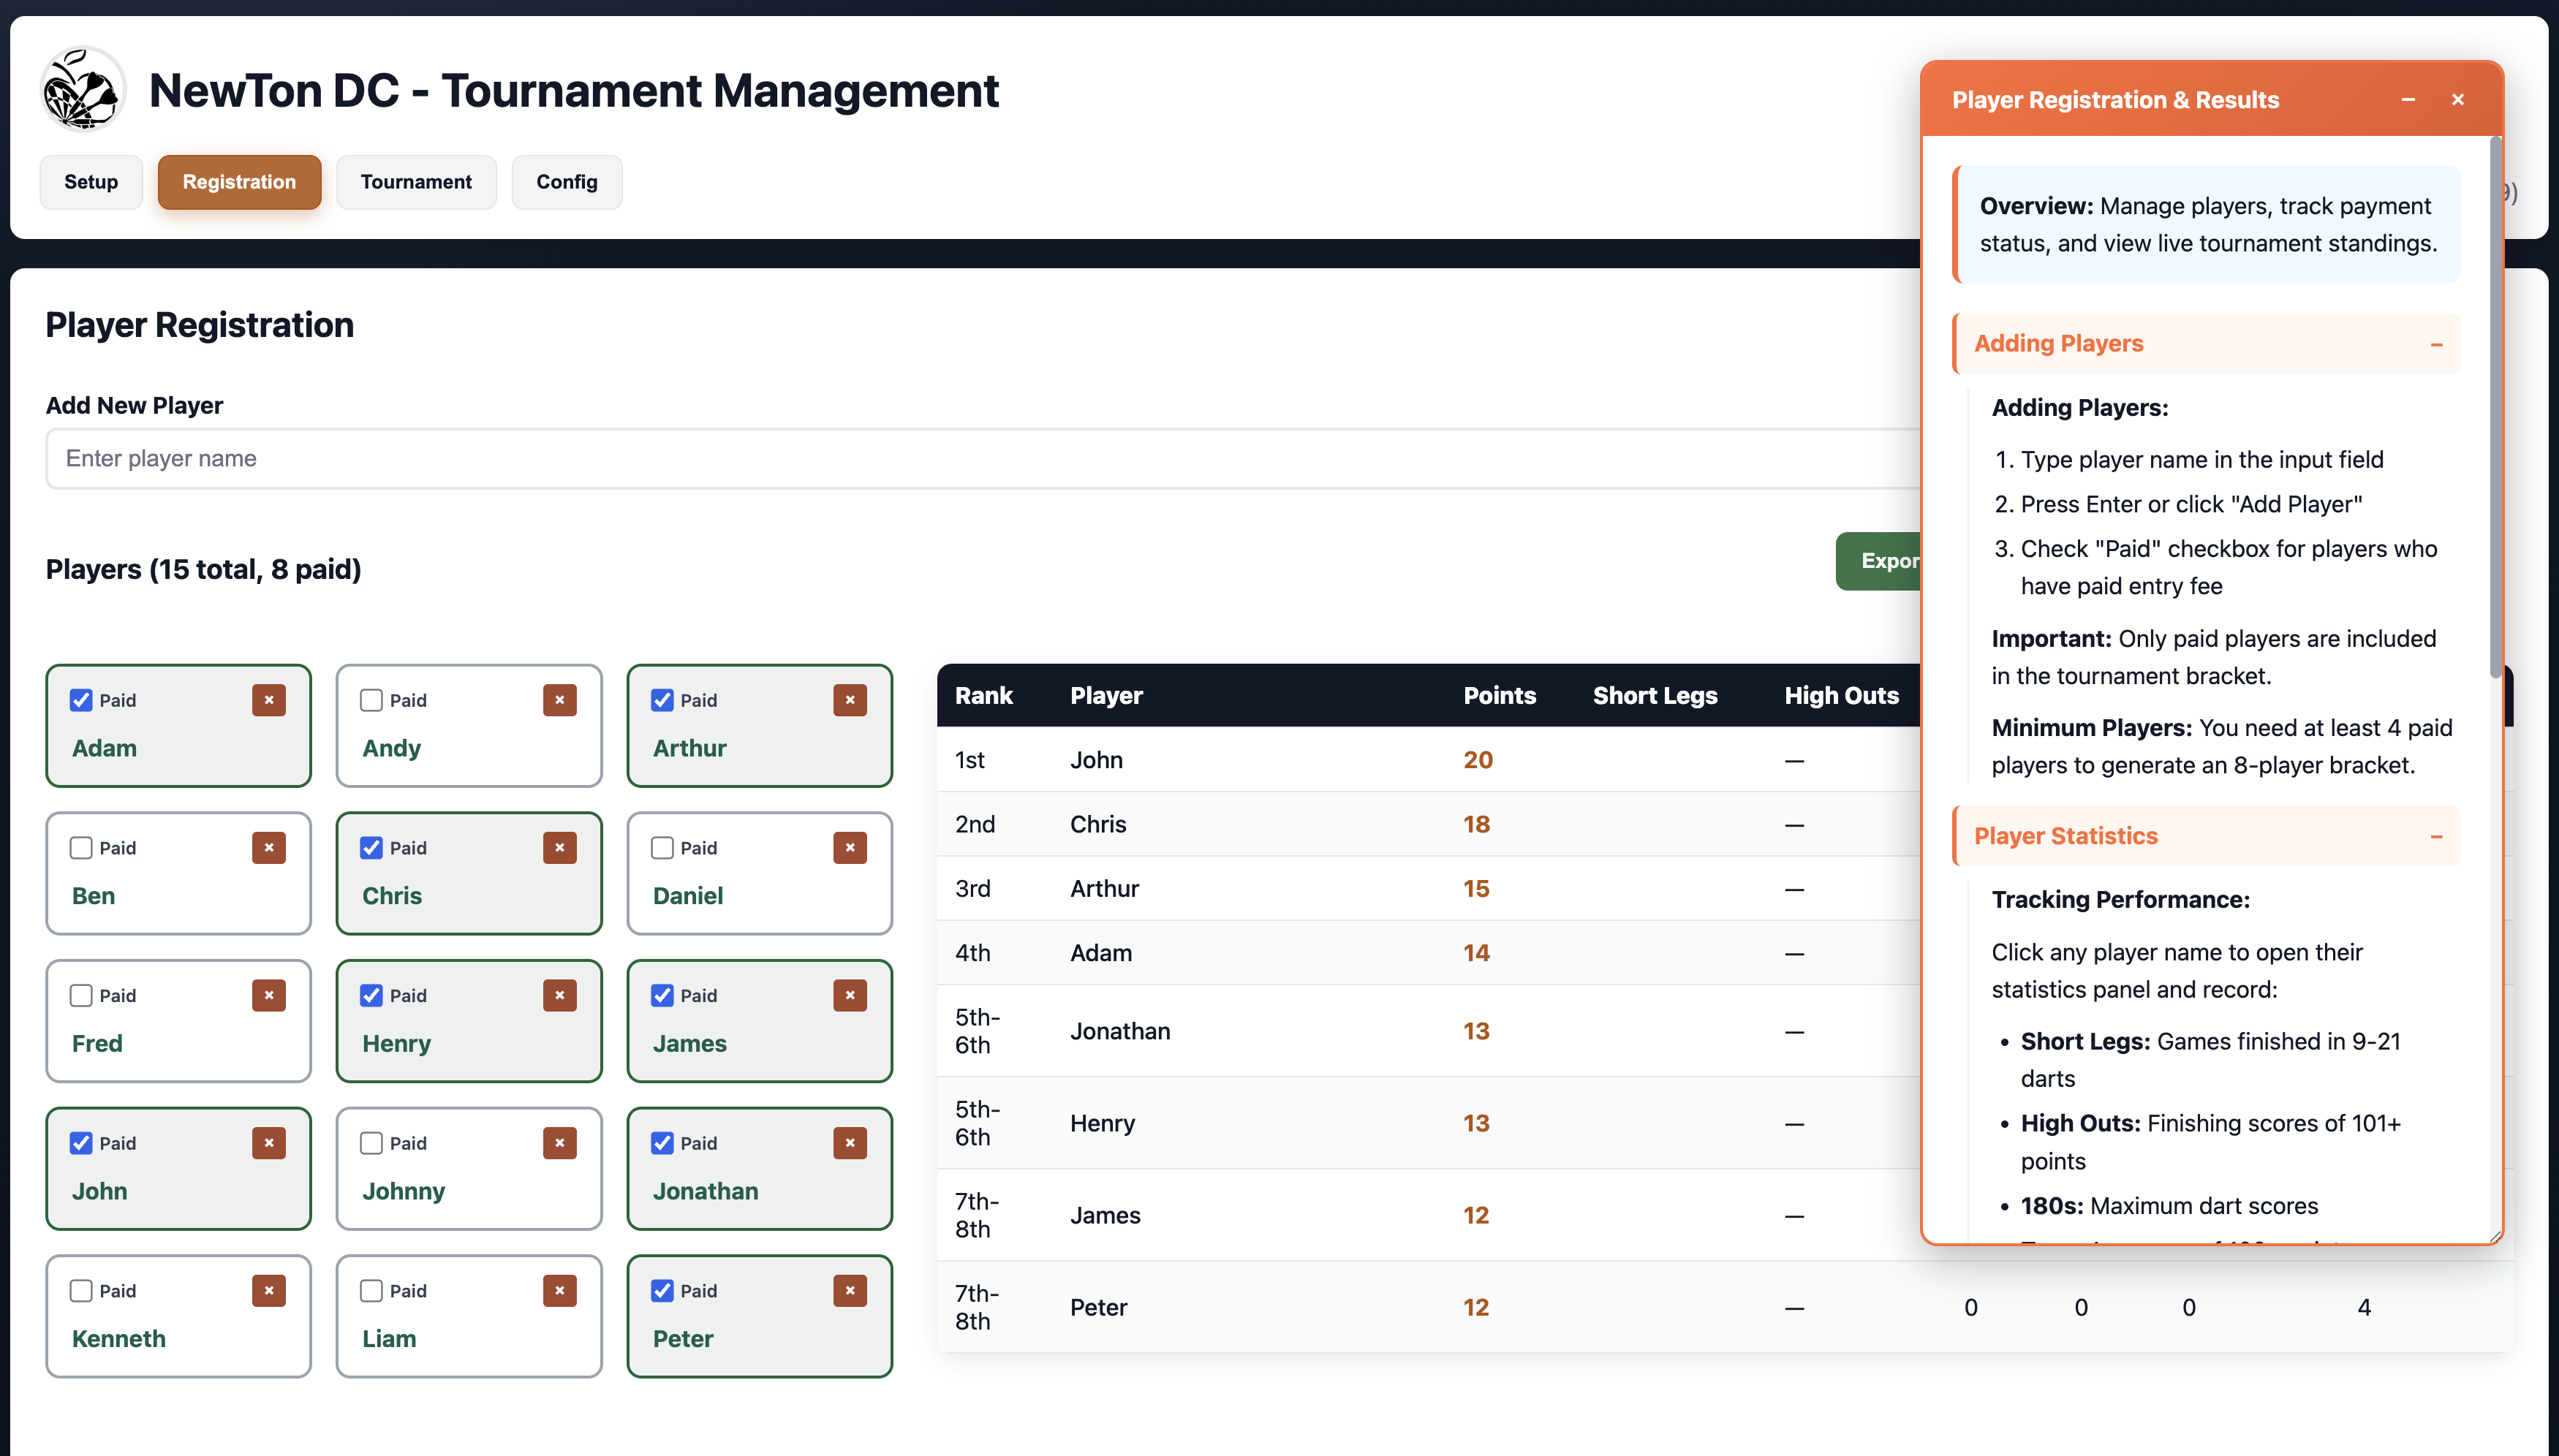 NewTon DC - Tournament Management
Setup
Registration
Tournament
Config
9)
Player Registration
Add New Player
Enter player name
Players (15 total, 8 paid)
Paid
×
Adam
Paid
×
Andy
Paid
×
Arthur
Paid
×
Ben
Paid
×
Chris
Paid
×
Daniel
Paid
×
Fred
Paid
×
Henry
Paid
×
James
Paid
×
John
Paid
×
Johnny
Paid
×
Jonathan
Paid
×
Kenneth
Paid
×
Liam
Paid
×
Peter
Rank Player Points Short Legs High Outs
1st John 20 —
2nd Chris 18 —
3rd Arthur 15 —
4th Adam 14 —
5th-
6th Jonathan 13 —
5th-
6th Henry 13 —
7th-
8th James 12 —
7th-
8th Peter 12 — 0 0 0 4
Player Registration & Results − ×
Overview: Manage players, track payment
status, and view live tournament standings.
Adding Players −
Adding Players:
1. Type player name in the input field
2. Press Enter or click "Add Player"
3. Check "Paid" checkbox for players who
have paid entry fee
Important: Only paid players are included
in the tournament bracket.
Minimum Players: You need at least 4 paid
players to generate an 8-player bracket.
Player Statistics −
Tracking Performance:
Click any player name to open their
statistics panel and record:
• Short Legs: Games finished in 9-21
darts
• High Outs: Finishing scores of 101+
points
• 180s: Maximum dart scores